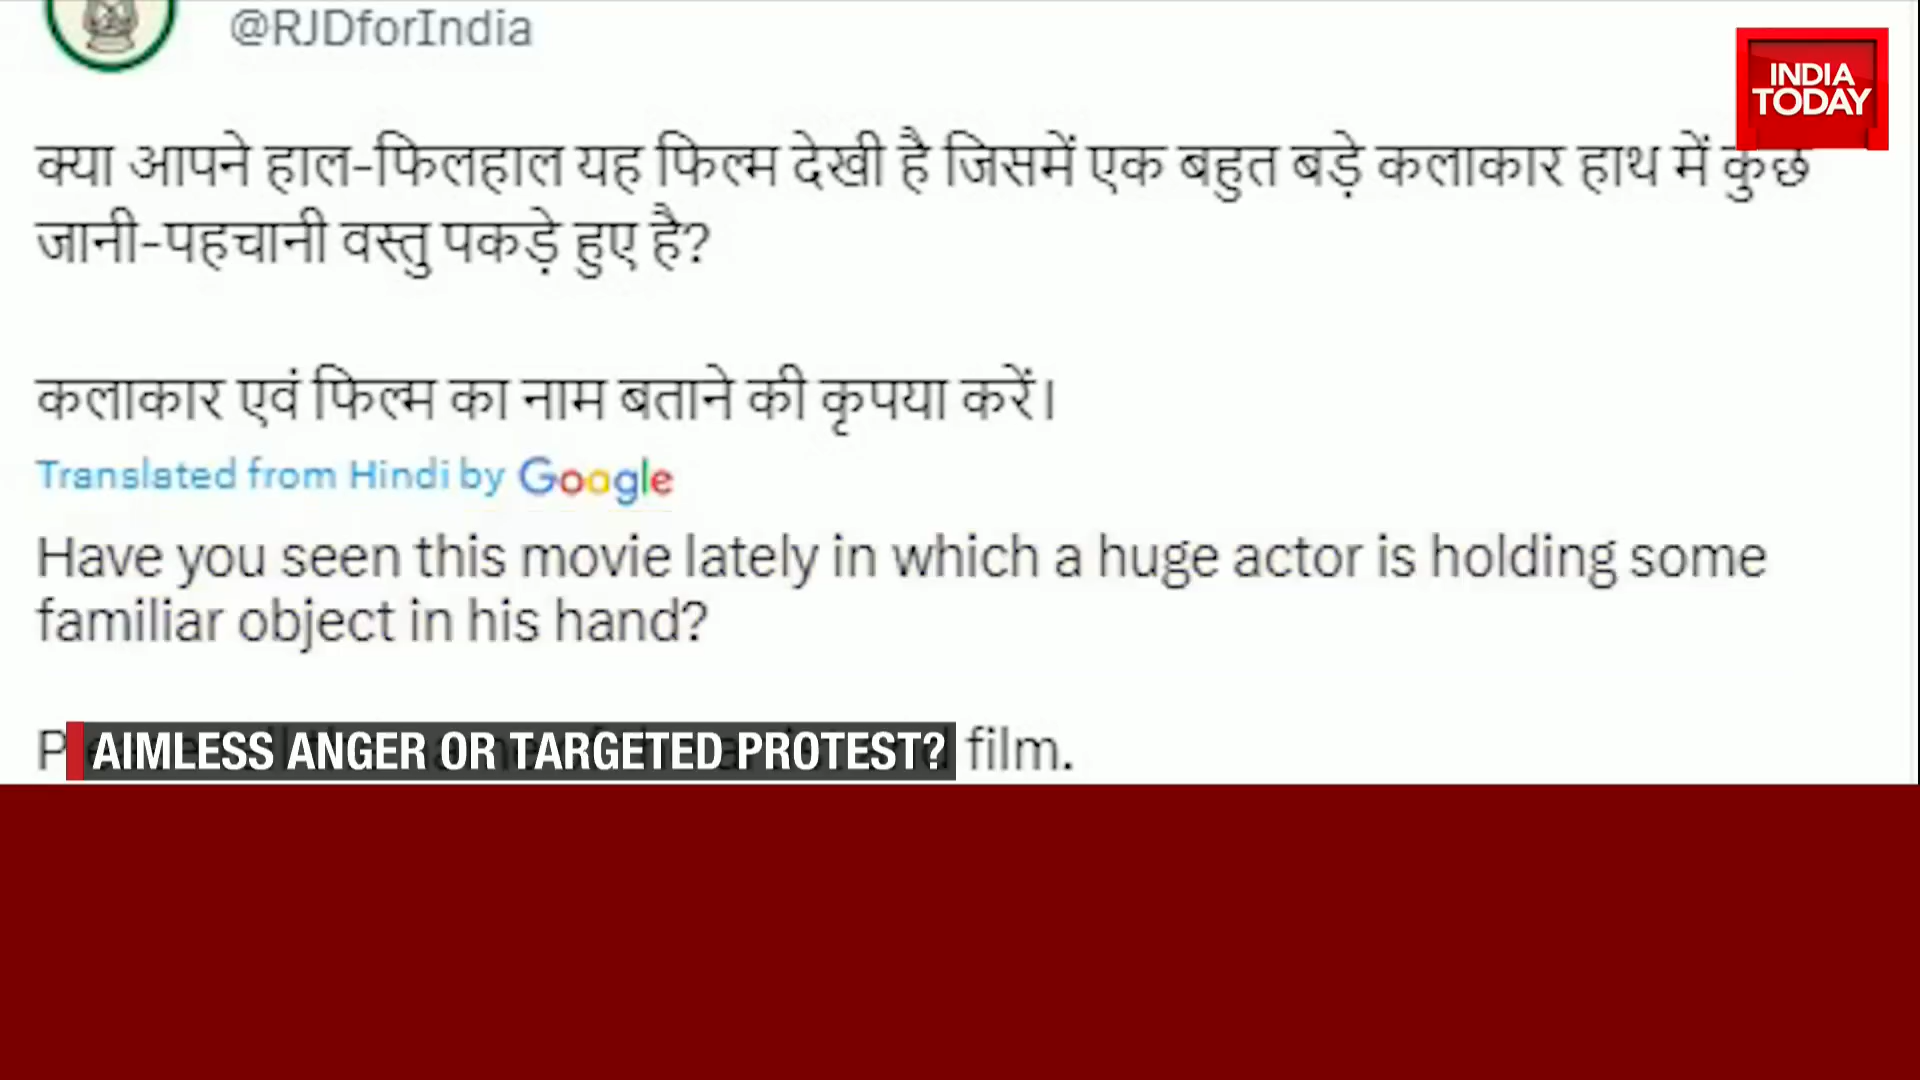 @RJDforIndia
INDIA
TODAY
क्या आपने हाल-फिलहाल यह फिल्म देखी है जिसमें एक बहुत बड़े कलाकार हाथ में कुछ
जानी-पहचानी वस्तु पकड़े हुए है?
कलाकार एवं फिल्म का नाम बताने की कृपया करें।
Translated from Hindi by Google
Have you seen this movie lately in which a huge actor is holding some
familiar object in his hand?
film.
AIMLESS ANGER OR TARGETED PROTEST?